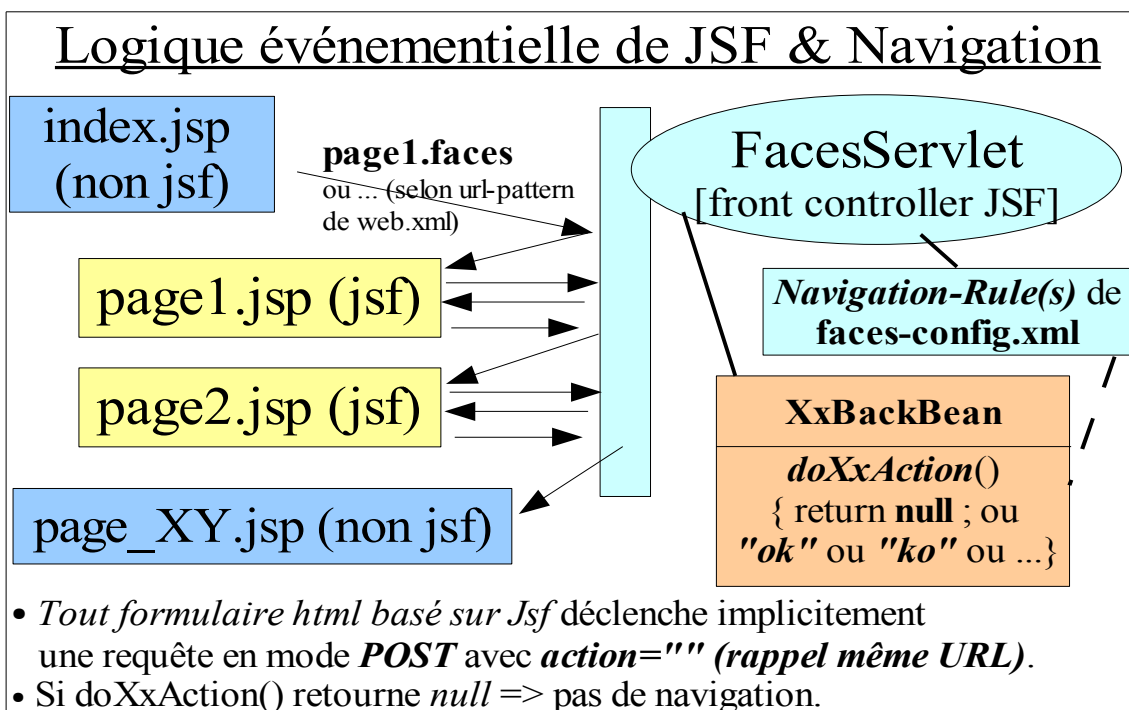 Logique événementielle de JSF & Navigation
index.jsp
(non jsf)
page1.faces
ou ... (selon url-pattern
de web.xml)
FacesServlet
[front controller JSF]
page1.jsp (jsf)
Navigation-Rule(s) de
faces-config.xml
page2.jsp (jsf)
XxBackBean
doXxAction()
{ return null ; ou
"ok" ou "ko" ou ...}
page_XY.jsp (non jsf)
• Tout formulaire html basé sur Jsf déclenche implicitement
une requête en mode POST avec action="" (rappel même URL).
• Si doXxAction() retourne null => pas de navigation.